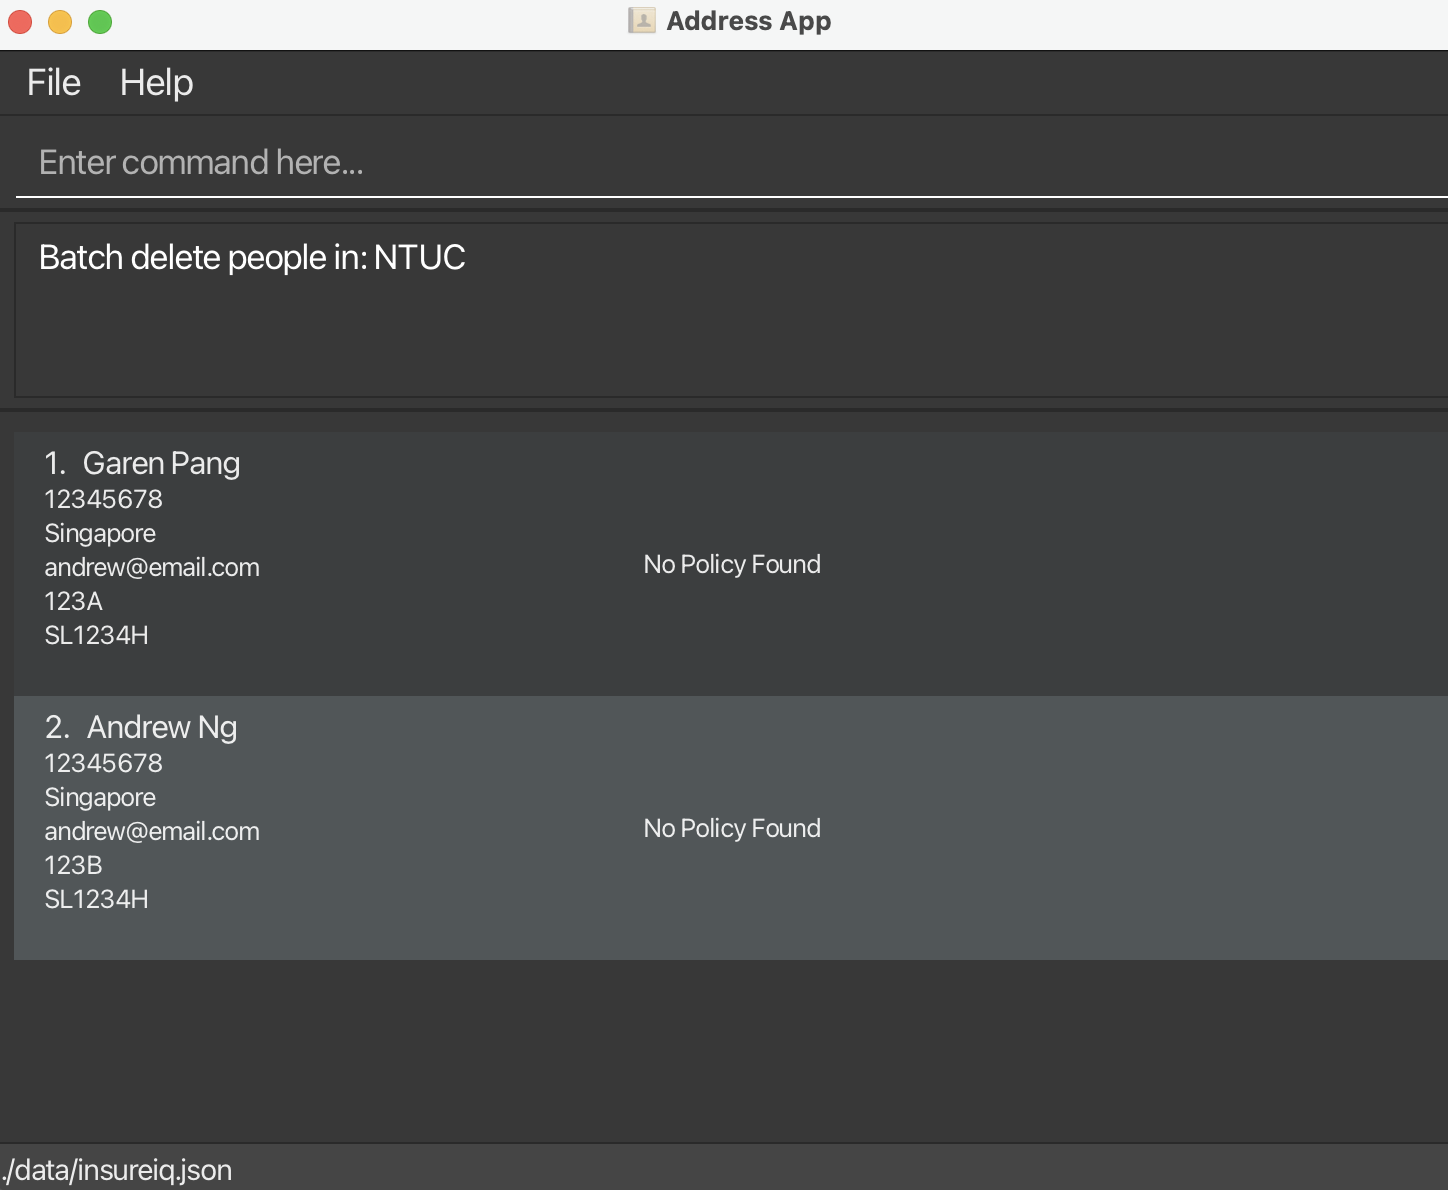 Address App
File Help
Enter command here...
Batch delete people in: NTUC
1. Garen Pang
12345678
Singapore
andrew@email.com
No Policy Found
123A
SL1234H
2. Andrew Ng
12345678
Singapore
andrew@email.com
No Policy Found
123B
SL1234H
./data/insureiq.json